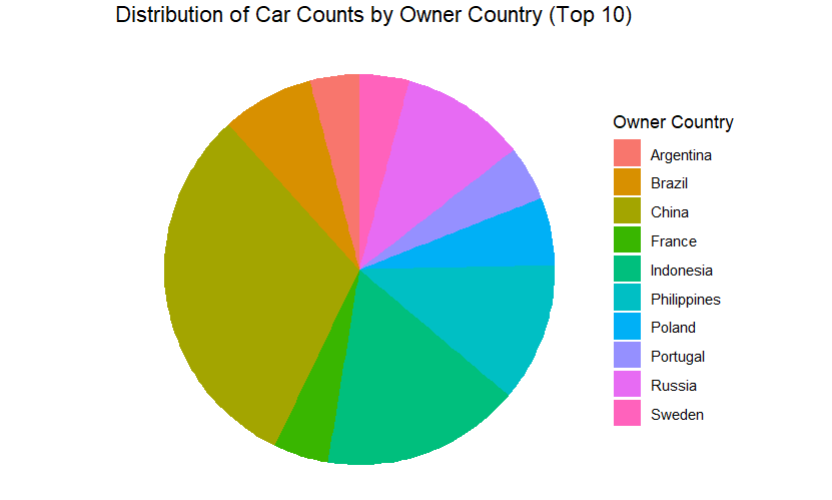 Distribution of Car Counts by Owner Country (Top 10)
Owner Country
Argentina
Brazil
China
France
Indonesia
Philippines
Poland
Portugal
Russia
Sweden